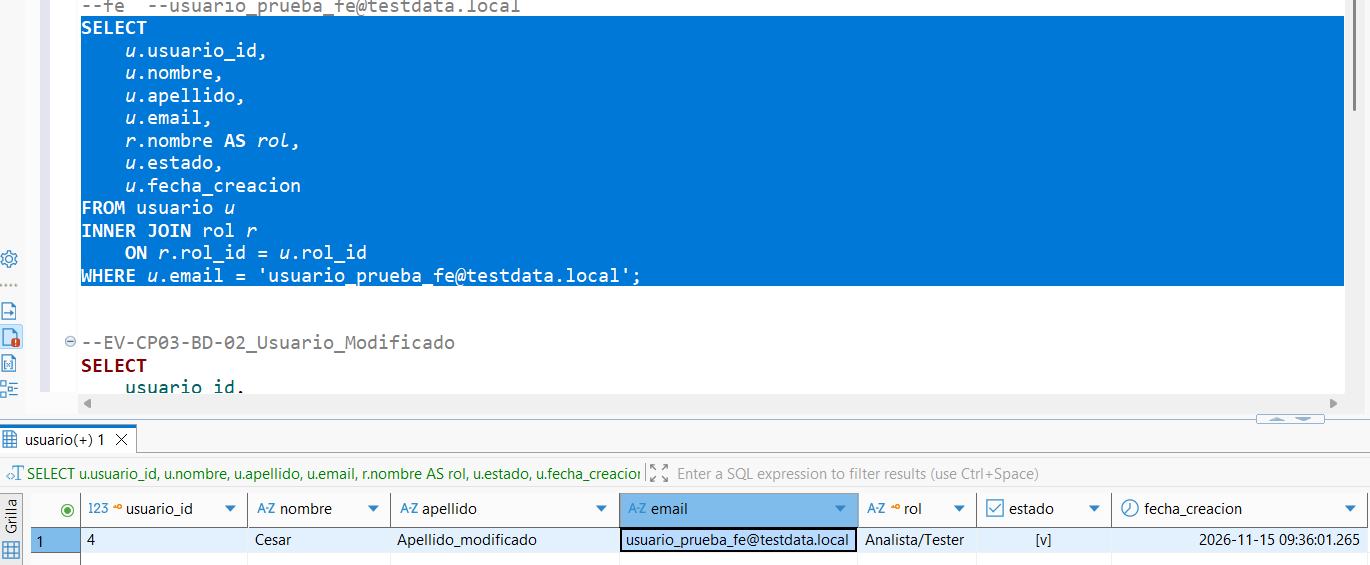 --fe  --usuario_prueba_fe@testdata.local
SELECT
u.usuario_id,
u.nombre,
u.apellido,
u.email,
r.nombre AS rol,
u.estado,
u.fecha_creacion
FROM usuario u
INNER JOIN rol r
ON r.rol_id = u.rol_id
WHERE u.email = 'usuario_prueba_fe@testdata.local';
--EV-CP03-BD-02_Usuario_Modificado
SELECT
usuario_id,
usuario(+) 1
SELECT u.usuario_id, u.nombre, u.apellido, u.email, r.nombre AS rol, u.estado, u.fecha_creacion Enter a SQL expression to filter results (use Ctrl+Space)
Grilla
123 usuario_id A-Z nombre A-Z apellido A-Z email A-Z rol estado fecha_creacion
1 4 Cesar Apellido_modificado usuario_prueba_fe@testdata.local Analista/Tester [v] 2026-11-15 09:36:01.265